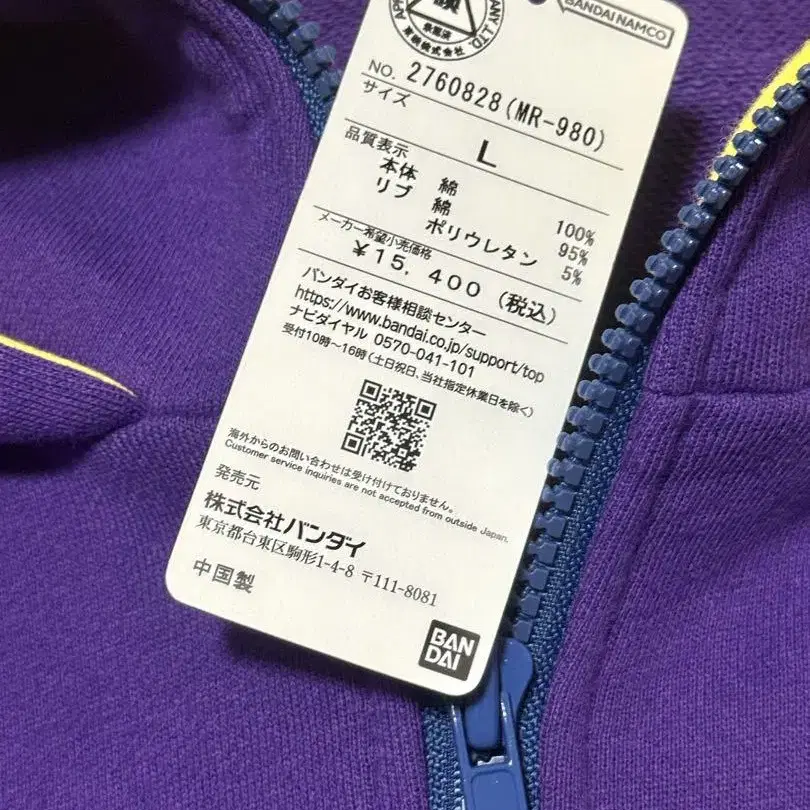 ANY LTD.
BANDAI NAMCO
NO. 2760828(MR-980)
サイズ
L
品質表示
本体 綿 100%
リブ 綿 95%
ポリウレタン 5%
メーカー希望小売価格
¥15,400 (税込)
バンダイお客様相談センター
https://www.bandai.co.jp/support/top
ナビダイヤル 0570-041-101
受付10時〜16時(土日祝日、当社指定休業日を除く)
海外からのお問い合わせは受け付けておりません。
Customer service inquiries are not accepted from outside Japan.
発売元
株式会社バンダイ
東京都台東区駒形1-4-8 〒111-8081
中国製
BAN
DAI